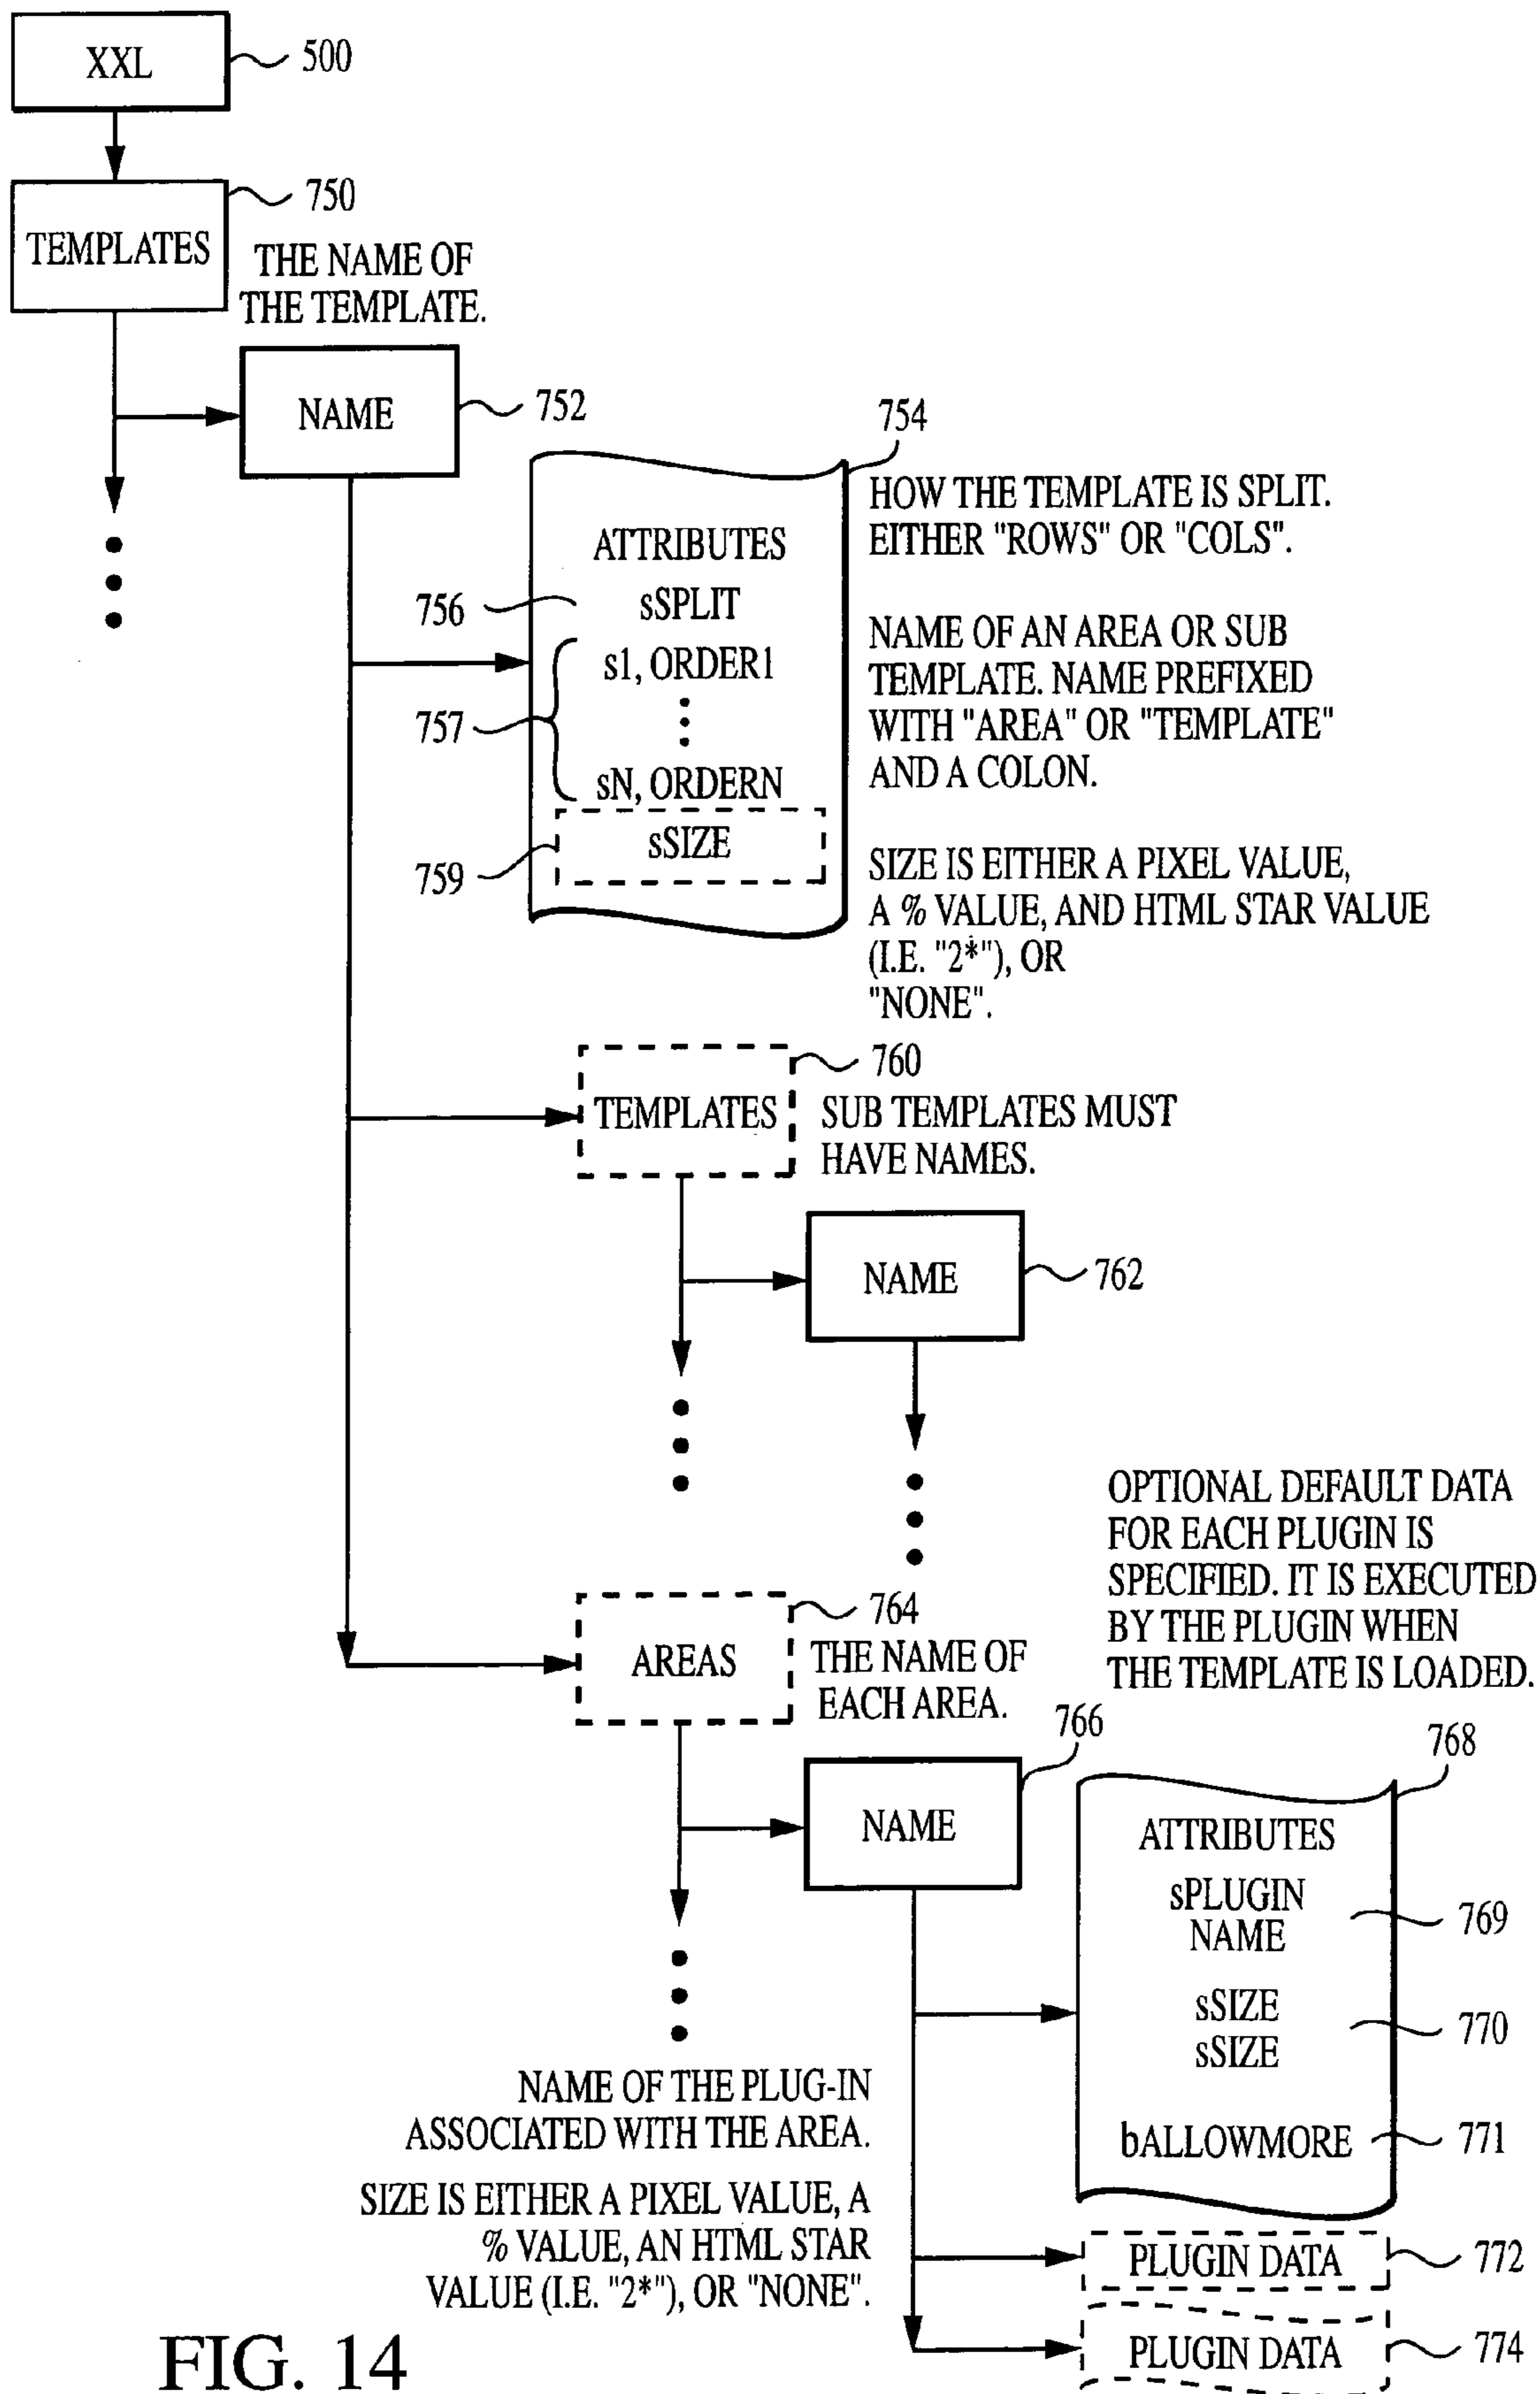 XXL
500
750
TEMPLATES
THE NAME OF
THE TEMPLATE.
NAME
752
754
HOW THE TEMPLATE IS SPLIT.
EITHER "ROWS" OR "COLS".
ATTRIBUTES
756
sSPLIT
NAME OF AN AREA OR SUB
TEMPLATE. NAME PREFIXED
WITH "AREA" OR "TEMPLATE"
AND A COLON.
s1, ORDER1
757
sN, ORDERN
sSIZE
759
SIZE IS EITHER A PIXEL VALUE,
A % VALUE, AND HTML STAR VALUE
(I.E. "2*"), OR
"NONE".
760
TEMPLATES
SUB TEMPLATES MUST
HAVE NAMES.
NAME
762
OPTIONAL DEFAULT DATA
FOR EACH PLUGIN IS
SPECIFIED. IT IS EXECUTED
BY THE PLUGIN WHEN
THE TEMPLATE IS LOADED.
764
AREAS
THE NAME OF
EACH AREA.
766
768
NAME
ATTRIBUTES
sPLUGIN
NAME
769
sSIZE
sSIZE
770
NAME OF THE PLUG-IN
ASSOCIATED WITH THE AREA.
bALLOWMORE
771
SIZE IS EITHER A PIXEL VALUE, A
% VALUE, AN HTML STAR
VALUE (I.E. "2*"), OR "NONE".
PLUGIN DATA
772
PLUGIN DATA
774
FIG. 14